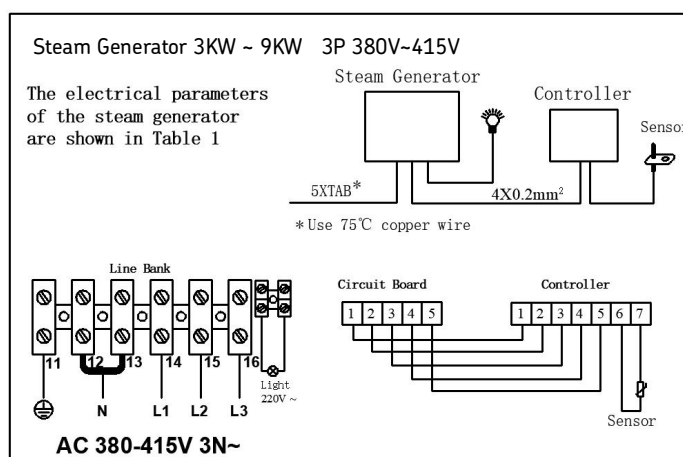 Steam Generator 3KW ~ 9KW 3P 380V~415V
The electrical parameters
of the steam generator
are shown in Table 1
Steam Generator
Controller
Sensor
5XTAB*
4X0.2mm²
*Use 75℃ copper wire
Line Bank
11 12 13 14 15 16
N L1 L2 L3
Light
220V ~
AC 380-415V 3N~
Circuit Board
1 2 3 4 5
Controller
1 2 3 4 5 6 7
Sensor